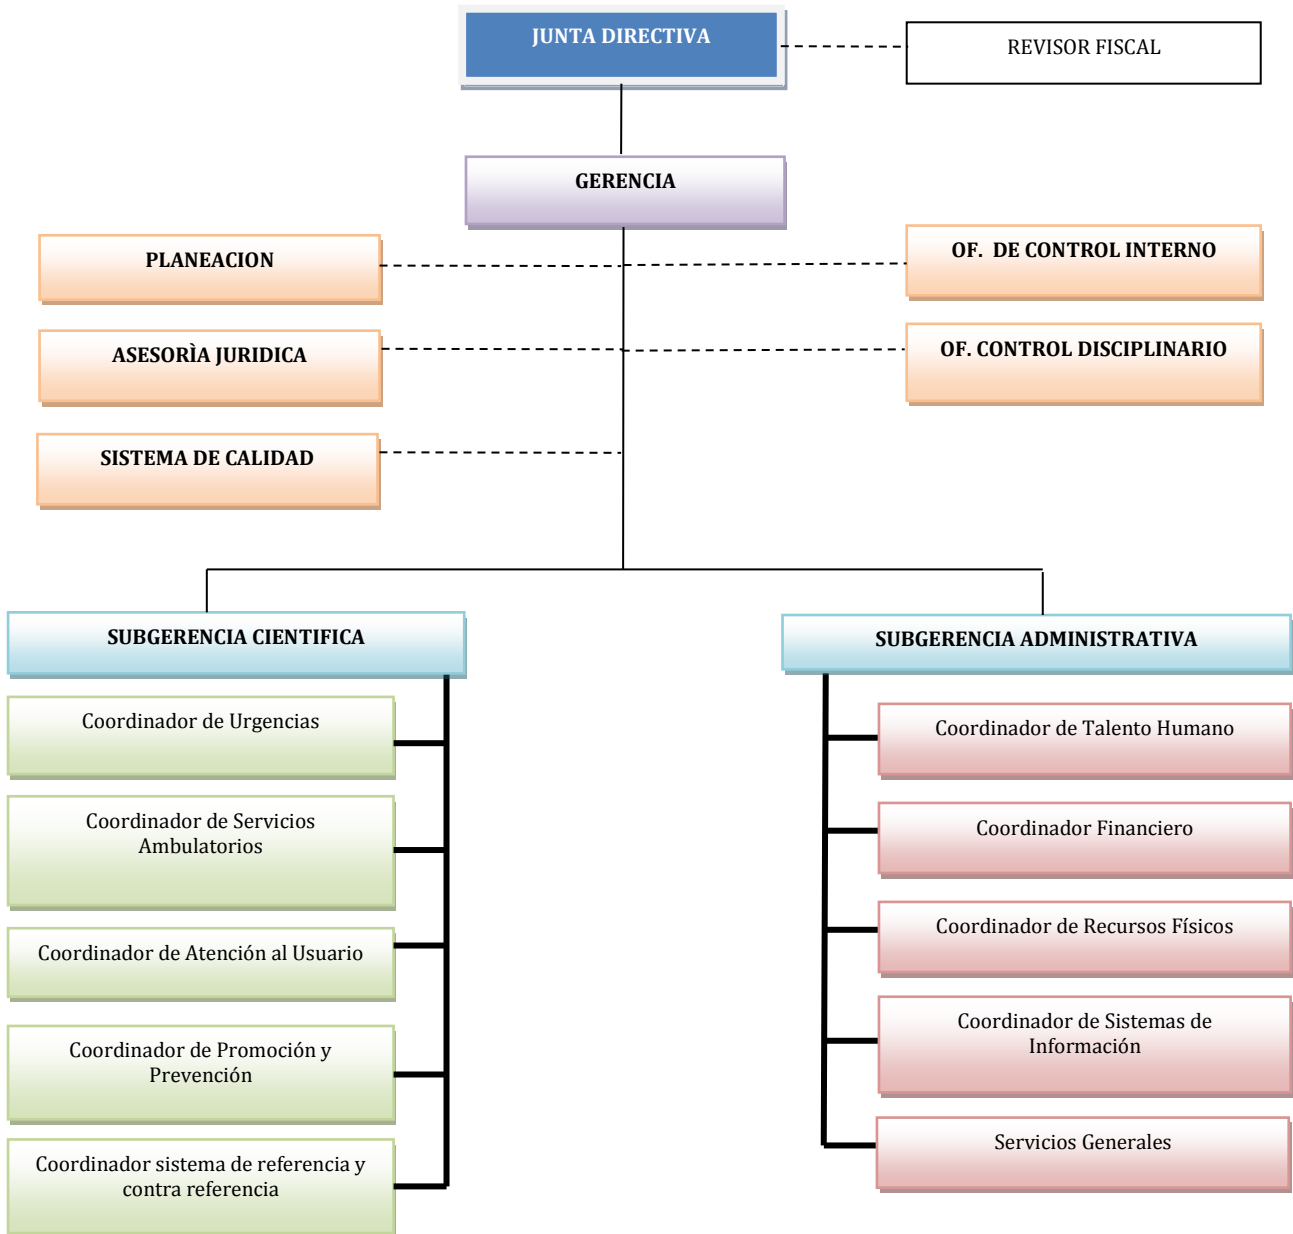 JUNTA DIRECTIVA
REVISOR FISCAL
GERENCIA
PLANEACION
OF. DE CONTROL INTERNO
ASESORÌA JURIDICA
OF. CONTROL DISCIPLINARIO
SISTEMA DE CALIDAD
SUBGERENCIA CIENTIFICA
SUBGERENCIA ADMINISTRATIVA
Coordinador de Urgencias
Coordinador de Servicios
Ambulatorios
Coordinador de Atención al Usuario
Coordinador de Promoción y
Prevención
Coordinador sistema de referencia y
contra referencia
Coordinador de Talento Humano
Coordinador Financiero
Coordinador de Recursos Físicos
Coordinador de Sistemas de
Información
Servicios Generales